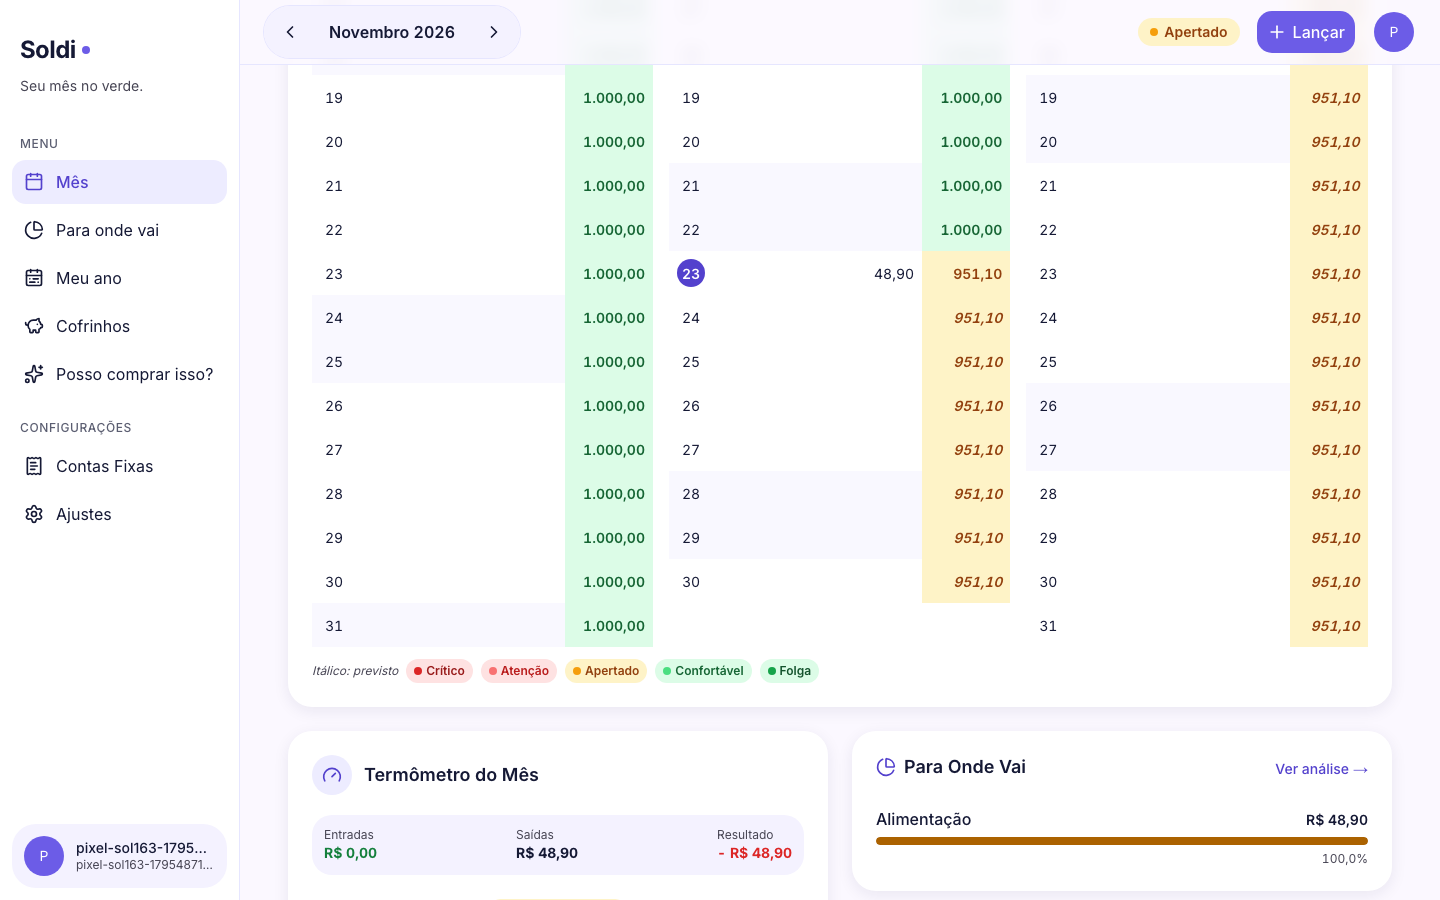 Soldi
Seu mês no verde.
MENU
Mês
Para onde vai
Meu ano
Cofrinhos
Posso comprar isso?
CONFIGURAÇÕES
Contas Fixas
Ajustes
P
pixel-sol163-1795...
pixel-sol163-17954871...
Novembro 2026
Apertado
Lançar
P
19 1.000,00 19 1.000,00 19 951,10
20 1.000,00 20 1.000,00 20 951,10
21 1.000,00 21 1.000,00 21 951,10
22 1.000,00 22 1.000,00 22 951,10
23 1.000,00 23 48,90 951,10 23 951,10
24 1.000,00 24 951,10 24 951,10
25 1.000,00 25 951,10 25 951,10
26 1.000,00 26 951,10 26 951,10
27 1.000,00 27 951,10 27 951,10
28 1.000,00 28 951,10 28 951,10
29 1.000,00 29 951,10 29 951,10
30 1.000,00 30 951,10 30 951,10
31 1.000,00 31 951,10
Itálico: previsto Crítico Atenção Apertado Confortável Folga
Termômetro do Mês
Entradas Saídas Resultado
R$ 0,00 R$ 48,90 - R$ 48,90
Para Onde Vai Ver análise →
Alimentação R$ 48,90
100,0%